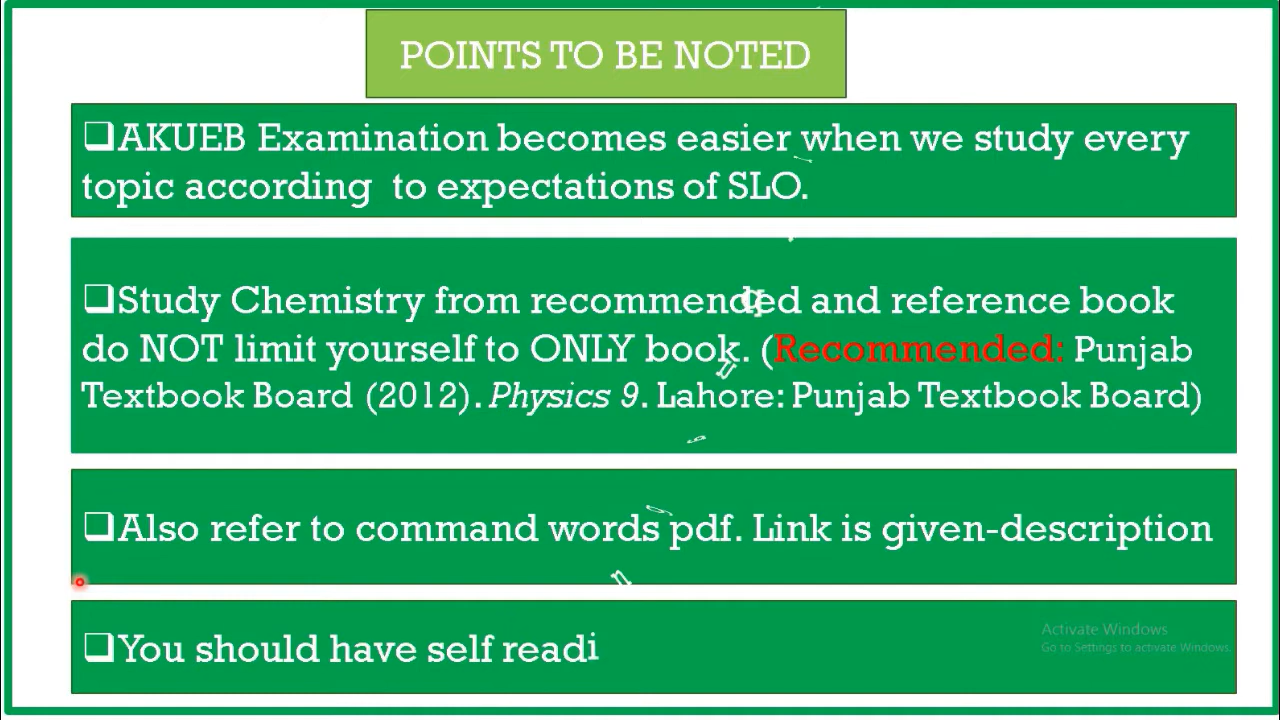 POINTS TO BE NOTED
❑AKUEB Examination becomes easier when we study every
topic according to expectations of SLO.
❑Study Chemistry from recommended and reference book
do NOT limit yourself to ONLY book. (Recommended: Punjab
Textbook Board (2012). Physics 9. Lahore: Punjab Textbook Board)
❑Also refer to command words pdf. Link is given-description
❑You should have self readi
Activate Windows
Go to Settings to activate Windows.